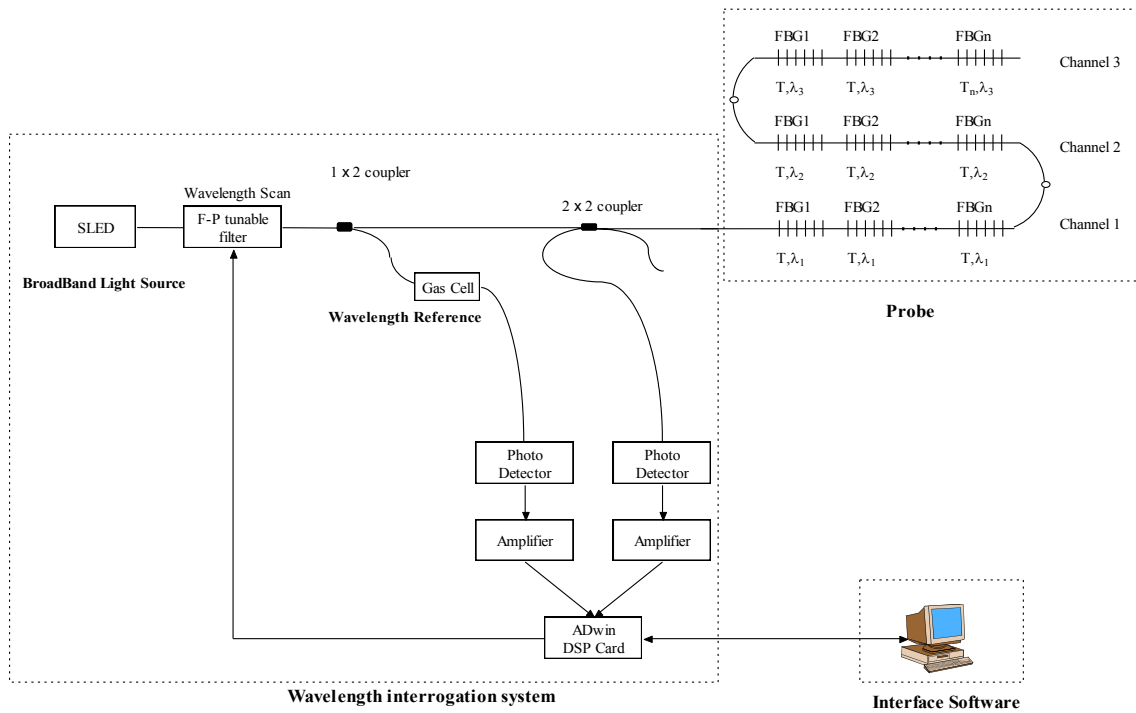 FBG1 FBG2 FBGn
Channel 3
T,λ3 T,λ3 Tn,λ3
FBG1 FBG2 FBGn
Channel 2
T,λ2 T,λ2 T,λ2
FBG1 FBG2 FBGn
Channel 1
T,λ1 T,λ1 T,λ1
Probe
1 x 2 coupler
Wavelength Scan
2 x 2 coupler
SLED
F-P tunable
filter
BroadBand Light Source
Gas Cell
Wavelength Reference
Photo
Detector
Photo
Detector
Amplifier
Amplifier
ADwin
DSP Card
Wavelength interrogation system
Interface Software